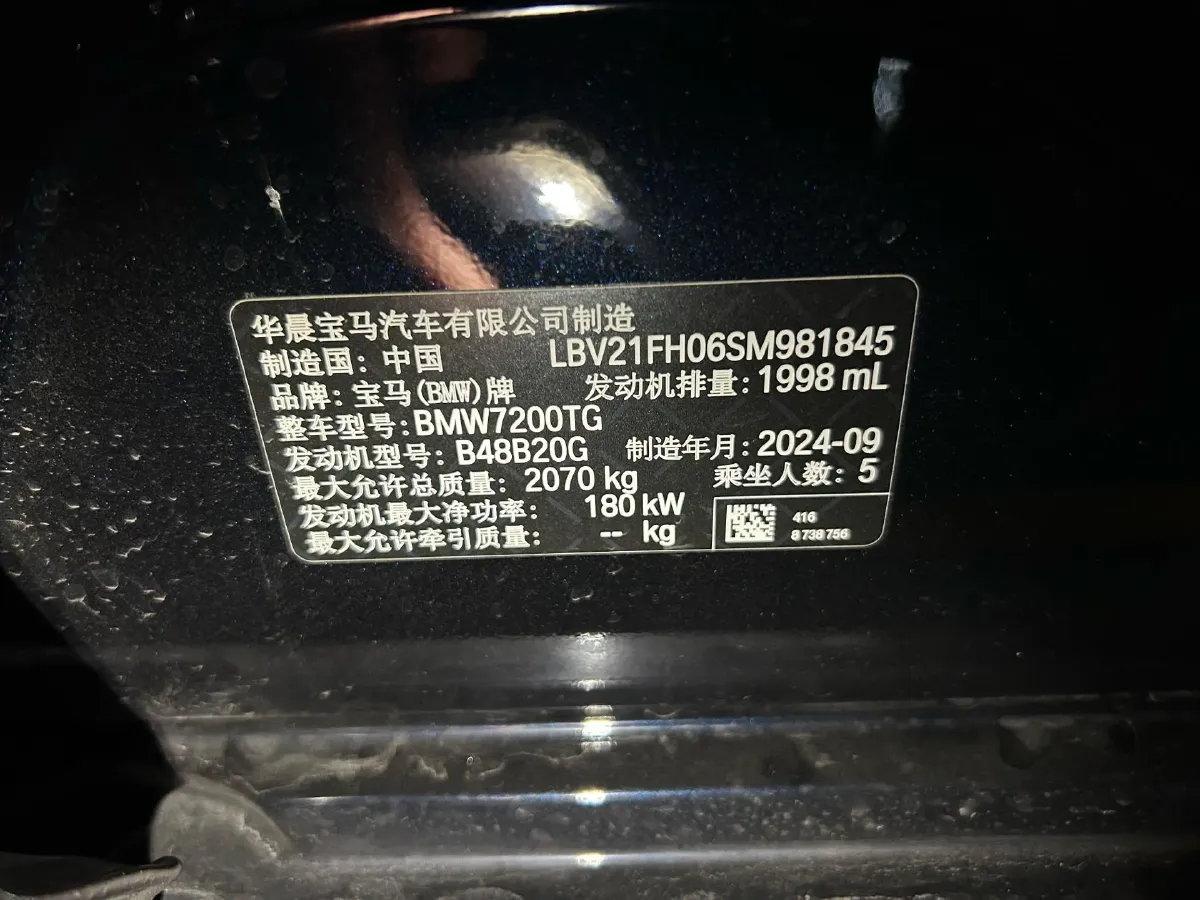 华晨宝马汽车有限公司制造
制造国：中国 LBV21FH06SM981845
品牌：宝马(BMW)牌 发动机排量：1998 mL
整车型号：BMW7200TG
发动机型号：B48B20G 制造年月：2024-09
最大允许总质量：2070 kg 乘坐人数：5
发动机最大净功率：180 kW
最大允许牵引质量：-- kg
416
8 738 756